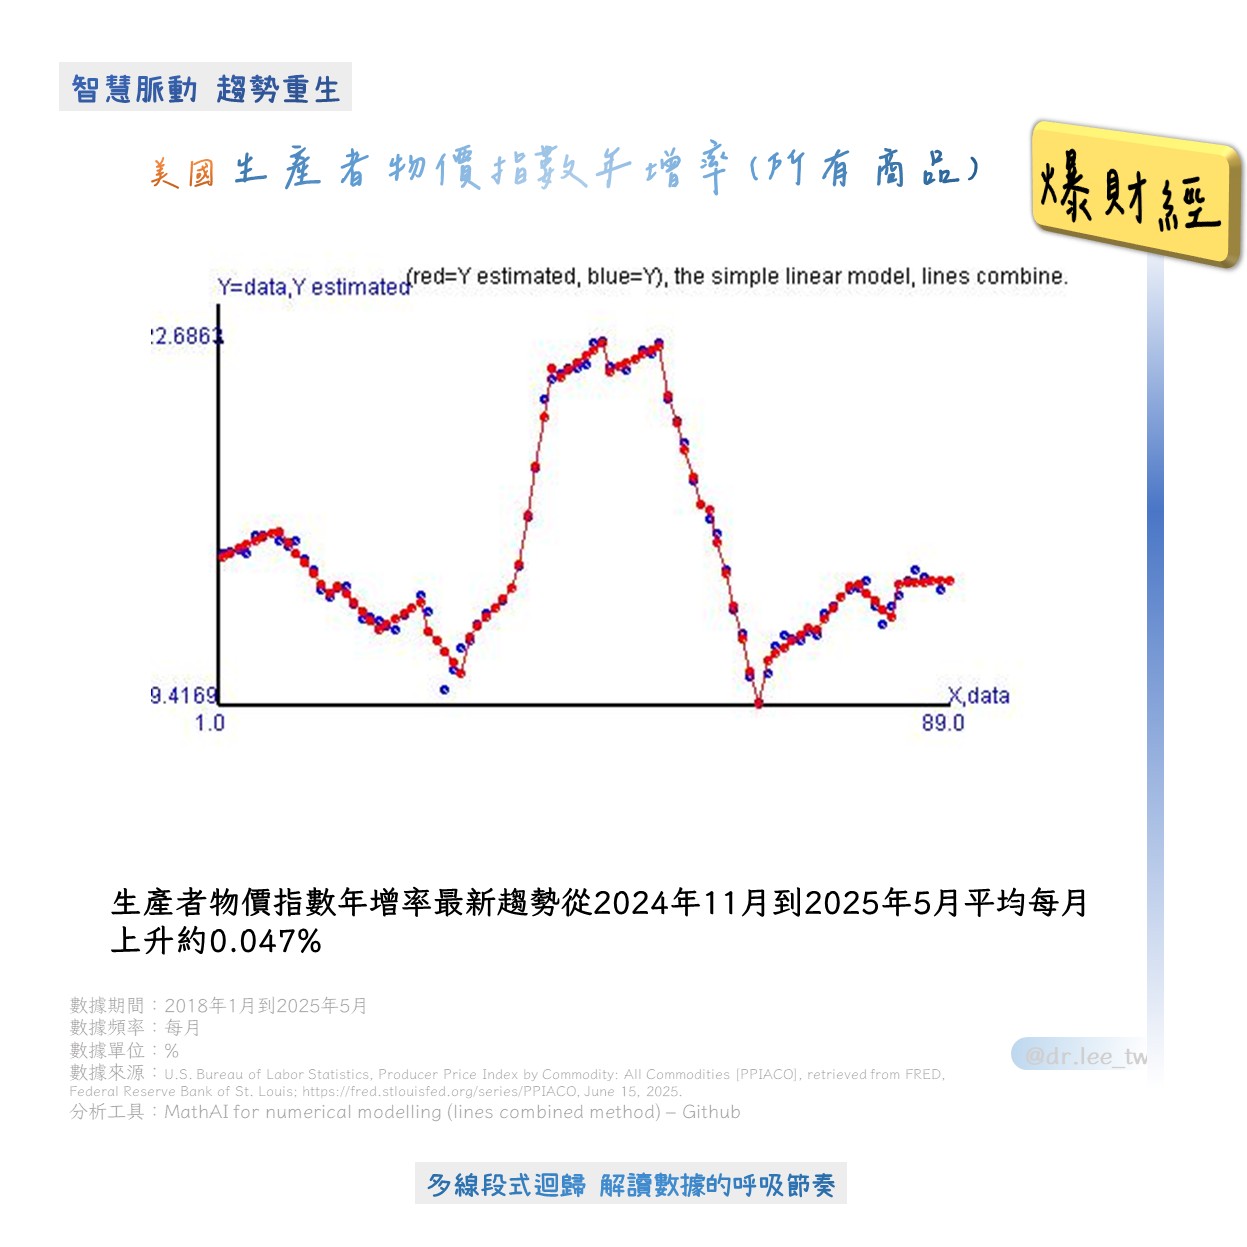 智慧脈動 趨勢重生
美國生產者物價指數年增率(所有商品)
爆財經
(red=Y estimated, blue=Y), the simple linear model, lines combine.
Y=data,Y estimated
22.6863
9.4169
X,data
1.0
89.0
生產者物價指數年增率最新趨勢從2024年11月到2025年5月平均每月
上升約0.047%
數據期間：2018年1月到2025年5月
數據頻率：每月
數據單位：%
數據來源：U.S. Bureau of Labor Statistics, Producer Price Index by Commodity: All Commodities [PPIACO], retrieved from FRED,
Federal Reserve Bank of St. Louis; https://fred.stlouisfed.org/series/PPIACO, June 15, 2025.
分析工具：MathAI for numerical modelling (lines combined method) – Github
@dr.lee_tw
多線段式迴歸 解讀數據的呼吸節奏